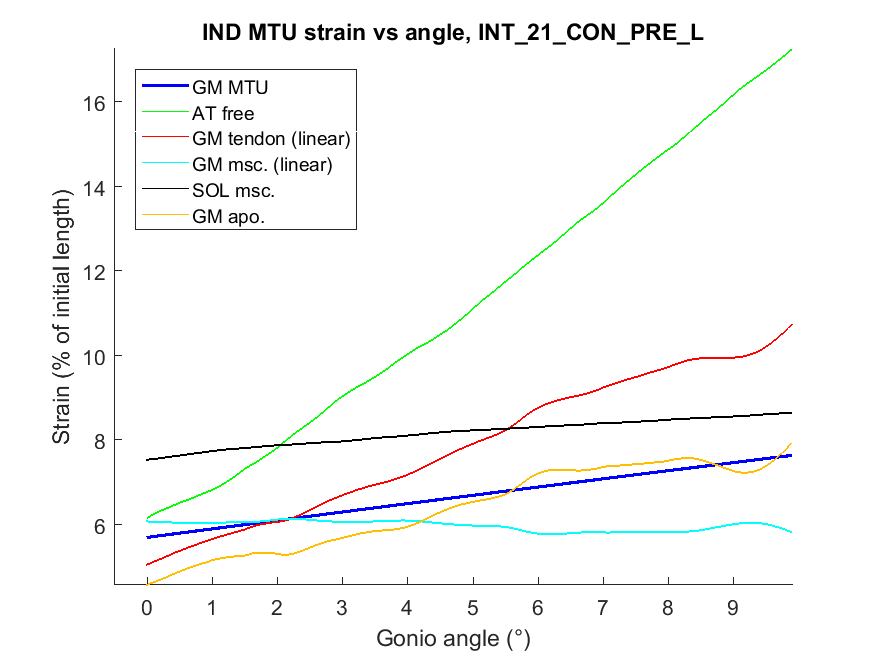 IND MTU strain vs angle, INT_21_CON_PRE_L
GM MTU
AT free
GM tendon (linear)
GM msc. (linear)
SOL msc.
GM apo.
Strain (% of initial length)
16
14
12
10
8
6
0 1 2 3 4 5 6 7 8 9
Gonio angle (°)